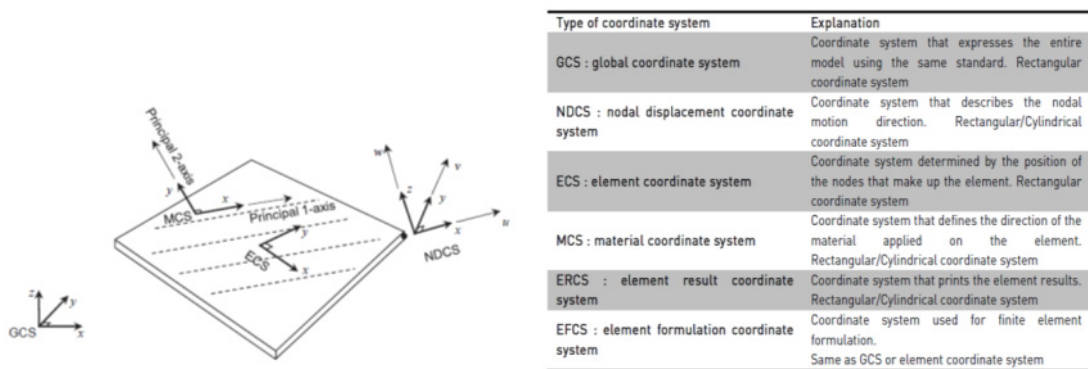 Principal 2-axis
y
x
MCS
Principal 1-axis
y
ECS
x
w
v
z
y
x
u
NDCS
z
y
GCS
x
Type of coordinate system
Explanation
GCS : global coordinate system
Coordinate system that expresses the entire
model using the same standard. Rectangular
coordinate system
NDCS : nodal displacement coordinate
system
Coordinate system that describes the nodal
motion direction. Rectangular/Cylindrical
coordinate system
ECS : element coordinate system
Coordinate system determined by the position of
the nodes that make up the element. Rectangular
coordinate system
MCS : material coordinate system
Coordinate system that defines the direction of the
material applied on the element.
Rectangular/Cylindrical coordinate system
ERCS : element result coordinate
system
Coordinate system that prints the element results.
Rectangular/Cylindrical coordinate system
EFCS : element formulation coordinate
system
Coordinate system used for finite element
formulation.
Same as GCS or element coordinate system